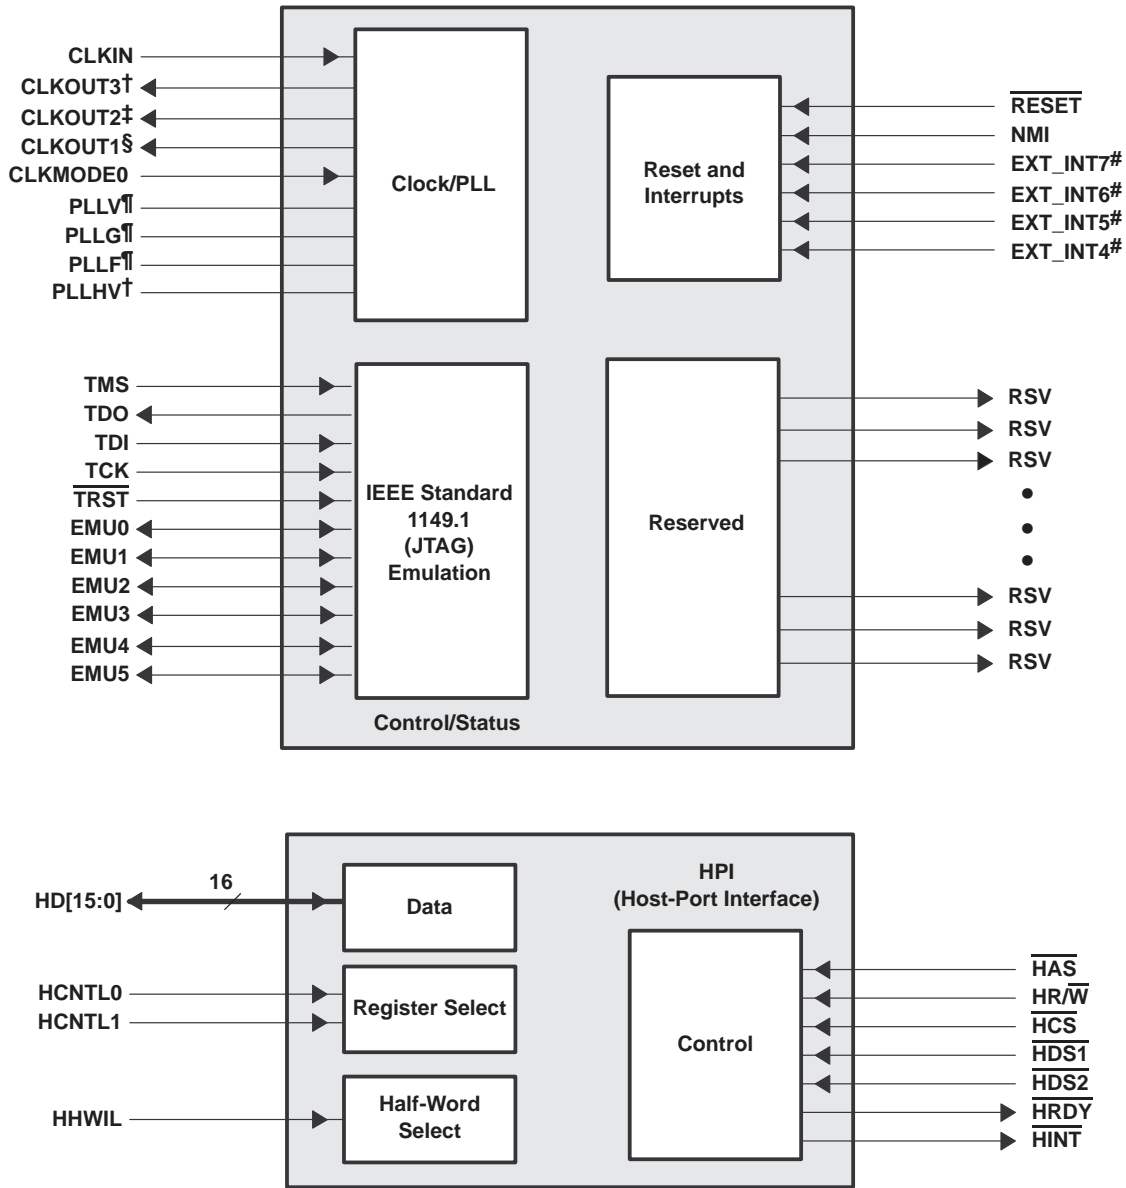 CLKIN
CLKOUT3†
CLKOUT2‡
CLKOUT1§
CLKMODE0
PLLV¶
PLLG¶
PLLF¶
PLLHV†
Clock/PLL
Reset and
Interrupts
RESET
NMI
EXT_INT7#
EXT_INT6#
EXT_INT5#
EXT_INT4#
TMS
TDO
TDI
TCK
TRST
EMU0
EMU1
EMU2
EMU3
EMU4
EMU5
IEEE Standard
1149.1
(JTAG)
Emulation
Reserved
RSV
RSV
RSV
RSV
RSV
RSV
Control/Status
HD[15:0]
16
Data
HPI
(Host-Port Interface)
HCNTL0
HCNTL1
Register Select
HHWIL
Half-Word
Select
Control
HAS
HR/W
HCS
HDS1
HDS2
HRDY
HINT